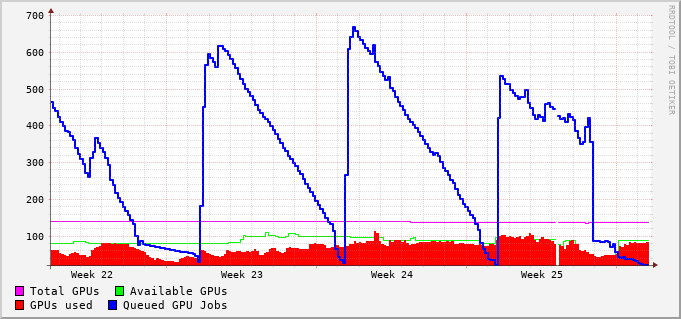 700
600
500
400
300
200
100
Week 22 Week 23 Week 24 Week 25
Total GPUs Available GPUs
GPUs used Queued GPU Jobs
RRDTOOL / TOBI OETIKER